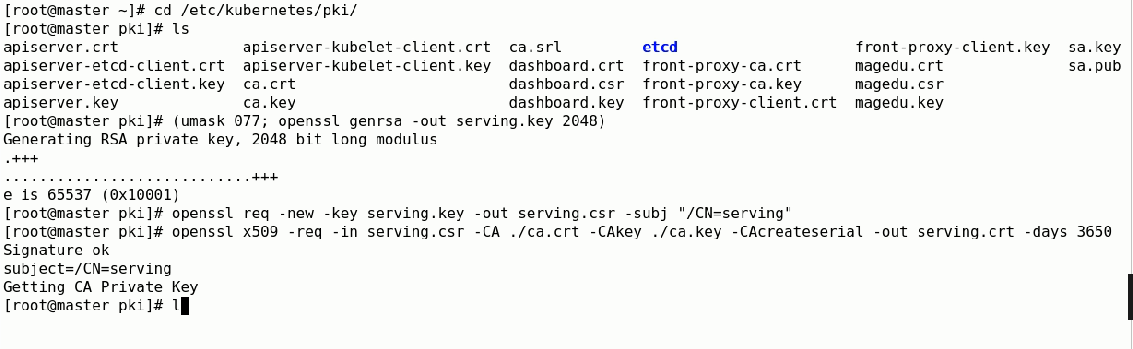 [root@master ~]# cd /etc/kubernetes/pki/
[root@master pki]# ls
apiserver.crt              apiserver-kubelet-client.crt  ca.srl         etcd                    front-proxy-client.key  sa.key
apiserver-etcd-client.crt  apiserver-kubelet-client.key  dashboard.crt  front-proxy-ca.crt      magedu.crt              sa.pub
apiserver-etcd-client.key  ca.crt                        dashboard.csr  front-proxy-ca.key      magedu.csr
apiserver.key              ca.key                        dashboard.key  front-proxy-client.crt  magedu.key
[root@master pki]# (umask 077; openssl genrsa -out serving.key 2048)
Generating RSA private key, 2048 bit long modulus
.+++
............................+++
e is 65537 (0x10001)
[root@master pki]# openssl req -new -key serving.key -out serving.csr -subj "/CN=serving"
[root@master pki]# openssl x509 -req -in serving.csr -CA ./ca.crt -CAkey ./ca.key -CAcreateserial -out serving.crt -days 3650
Signature ok
subject=/CN=serving
Getting CA Private Key
[root@master pki]# l